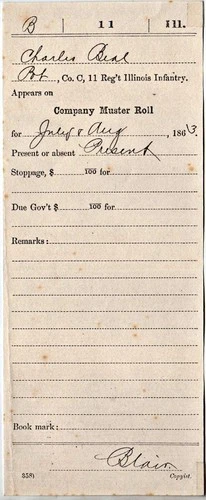 B | 11 | Ill.
Charles Beal
Pvt, Co. C, 11 Reg't Illinois Infantry.
Appears on
Company Muster Roll
for July & Aug, 1863.
Present or absent Present
Stoppage, $ 100 for
Due Gov't $ 100 for
Remarks:
Book mark:
Blair
(358) Copyist.